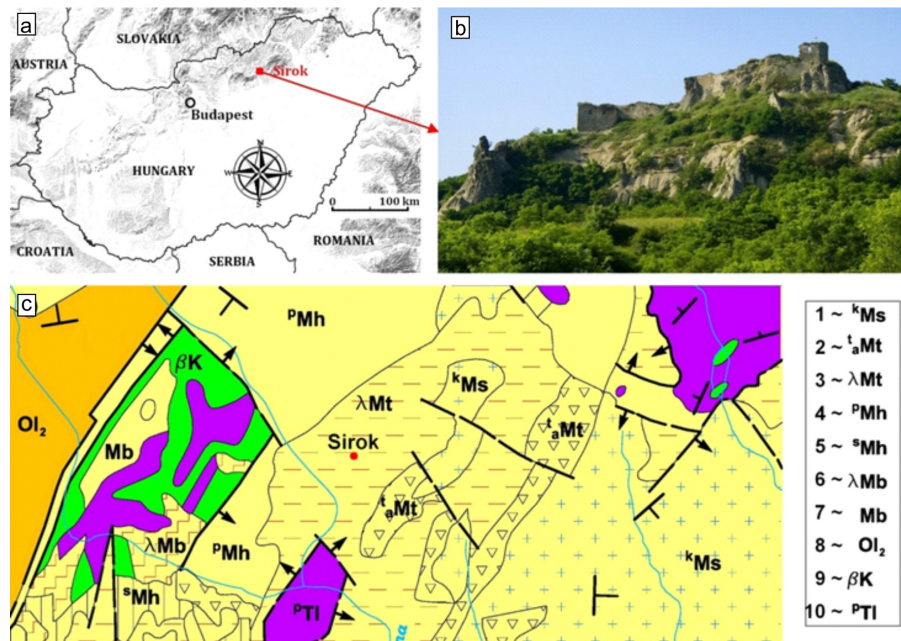 a
SLOVAKIA
AUSTRIA
Sirok
Budapest
HUNGARY
N
W
E
S
0 100 km
CROATIA
SERBIA
ROMANIA
b
c
ᵖMh
βK
ᵏMs
λMt
Ol₂
Mb
Sirok
ᵗₐMt
ᵗₐMt
λMb
ᵖMh
ˢMh
ᵖTl
ᵏMs
na
1 ~ ᵏMs
2 ~ ᵗₐMt
3 ~ λMt
4 ~ ᵖMh
5 ~ ˢMh
6 ~ λMb
7 ~ Mb
8 ~ Ol₂
9 ~ βK
10 ~ ᵖTl